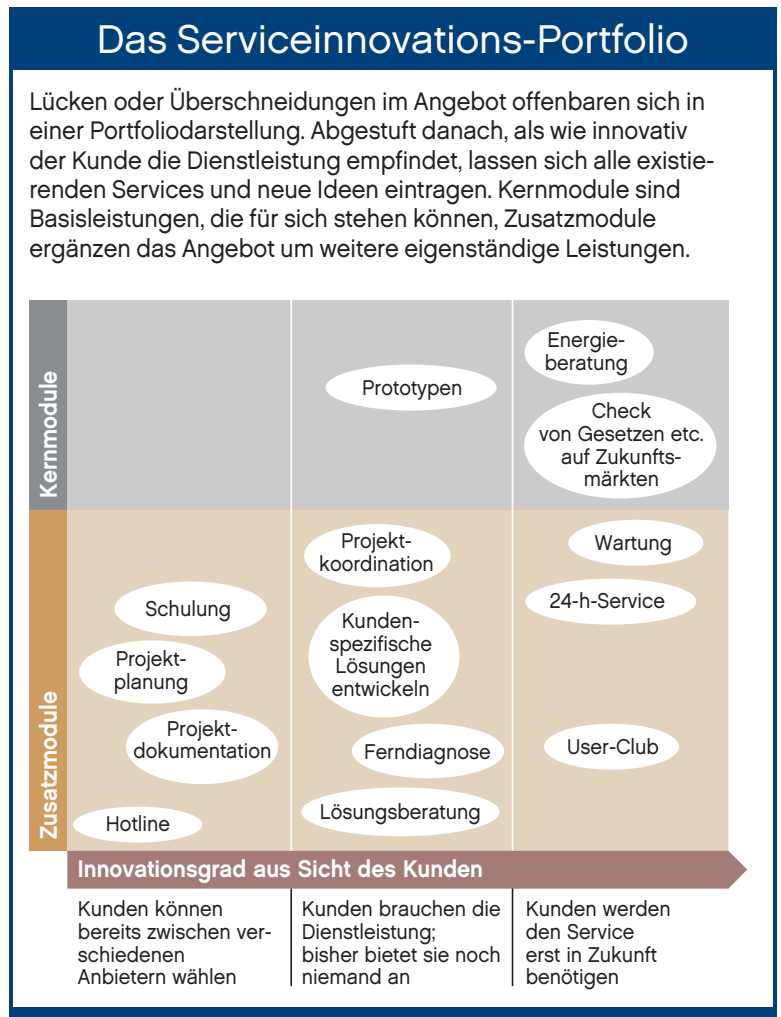 Das Serviceinnovations-Portfolio
Lücken oder Überschneidungen im Angebot offenbaren sich in
einer Portfoliodarstellung. Abgestuft danach, als wie innovativ
der Kunde die Dienstleistung empfindet, lassen sich alle existie-
renden Services und neue Ideen eintragen. Kernmodule sind
Basisleistungen, die für sich stehen können, Zusatzmodule
ergänzen das Angebot um weitere eigenständige Leistungen.
Kernmodule
Prototypen
Energie-
beratung
Check
von Gesetzen etc.
auf Zukunfts-
märkten
Zusatzmodule
Schulung
Projekt-
planung
Projekt-
dokumentation
Hotline
Projekt-
koordination
Kunden-
spezifische
Lösungen
entwickeln
Ferndiagnose
Lösungsberatung
Wartung
24-h-Service
User-Club
Innovationsgrad aus Sicht des Kunden
Kunden können
bereits zwischen ver-
schiedenen
Anbietern wählen
Kunden brauchen die
Dienstleistung;
bisher bietet sie noch
niemand an
Kunden werden
den Service
erst in Zukunft
benötigen